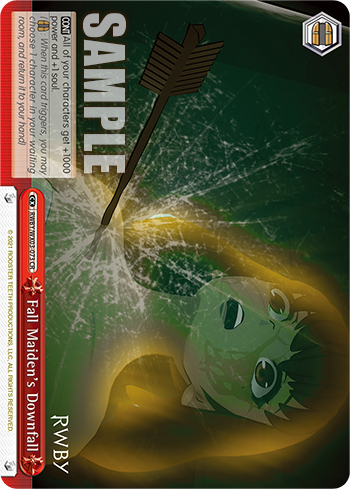 SAMPLE
CONT All of your characters get +1000
power and +1 soul.
( : When this card triggers, you may
choose 1 character in your waiting
room, and return it to your hand)
Fall Maiden's Downfall
RWBY
©2021 ROOSTER TEETH PRODUCTIONS, LLC. ALL RIGHTS RESERVED.